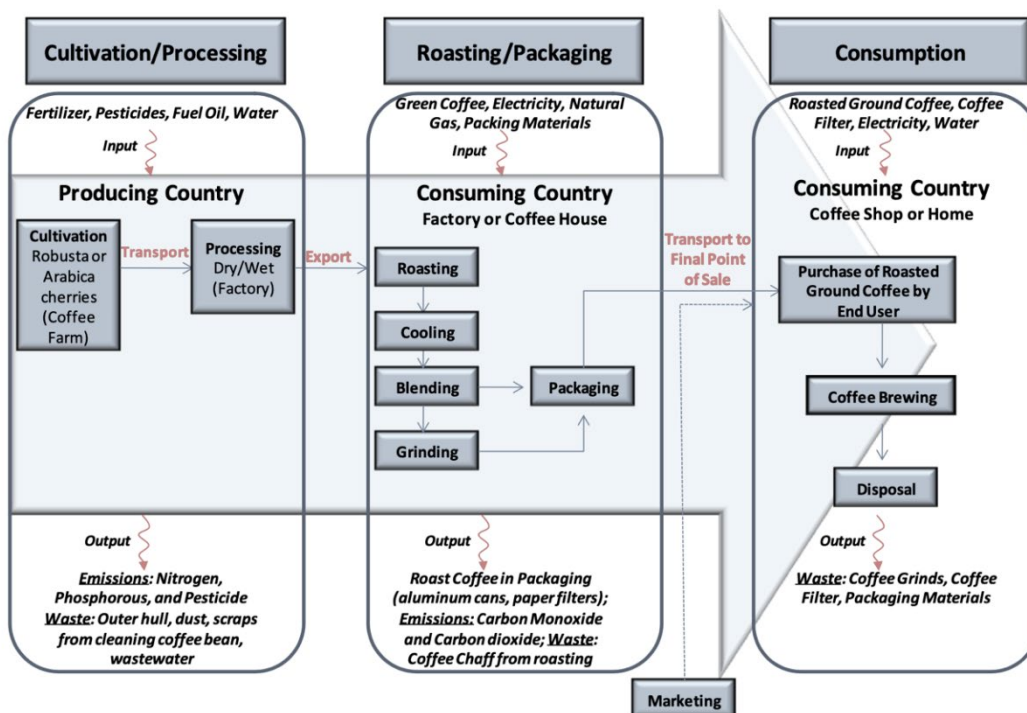 Cultivation/Processing
Fertilizer, Pesticides, Fuel Oil, Water
Input
Producing Country
Cultivation
Robusta or
Arabica
cherries
(Coffee
Farm)
Transport
Processing
Dry/Wet
(Factory)
Export
Output
Emissions: Nitrogen,
Phosphorous, and Pesticide
Waste: Outer hull, dust, scraps
from cleaning coffee bean,
wastewater
Roasting/Packaging
Green Coffee, Electricity, Natural
Gas, Packing Materials
Input
Consuming Country
Factory or Coffee House
Roasting
Cooling
Blending
Packaging
Grinding
Output
Roast Coffee in Packaging
(aluminum cans, paper filters);
Emissions: Carbon Monoxide
and Carbon dioxide; Waste:
Coffee Chaff from roasting
Transport to
Final Point
of Sale
Marketing
Consumption
Roasted Ground Coffee, Coffee
Filter, Electricity, Water
Input
Consuming Country
Coffee Shop or Home
Purchase of Roasted
Ground Coffee by
End User
Coffee Brewing
Disposal
Output
Waste: Coffee Grinds, Coffee
Filter, Packaging Materials